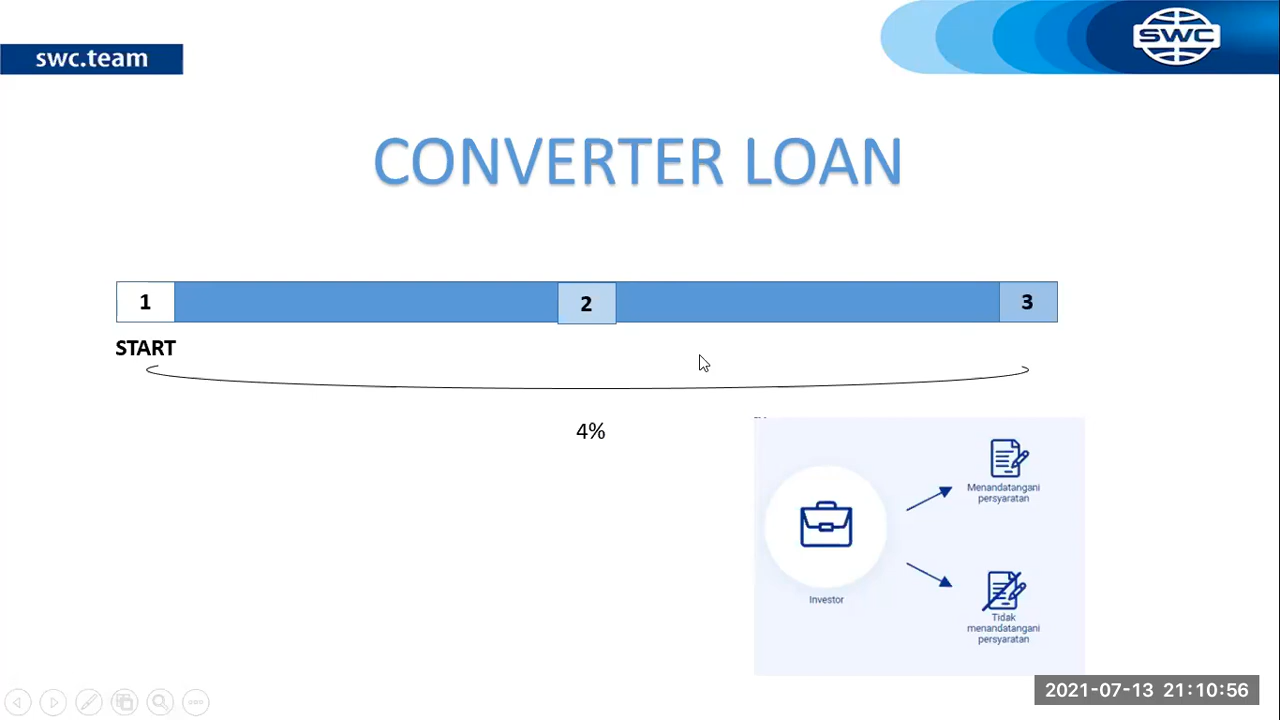 swc.team
SWC
CONVERTER LOAN
1
2
3
START
4%
Menandatangani
persyaratan
Investor
Tidak
menandatangani
persyaratan
2021-07-13 21:10:56